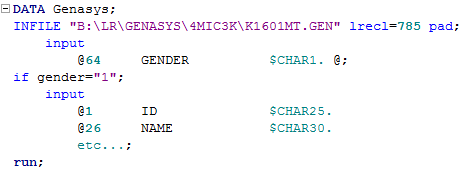 DATA Genasys;
INFILE "B:\LR\GENASYS\4MIC3K\K1601MT.GEN" lrecl=785 pad;
input
@64 GENDER $CHAR1. @;
if gender="1";
input
@1 ID $CHAR25.
@26 NAME $CHAR30.
etc...;
run;